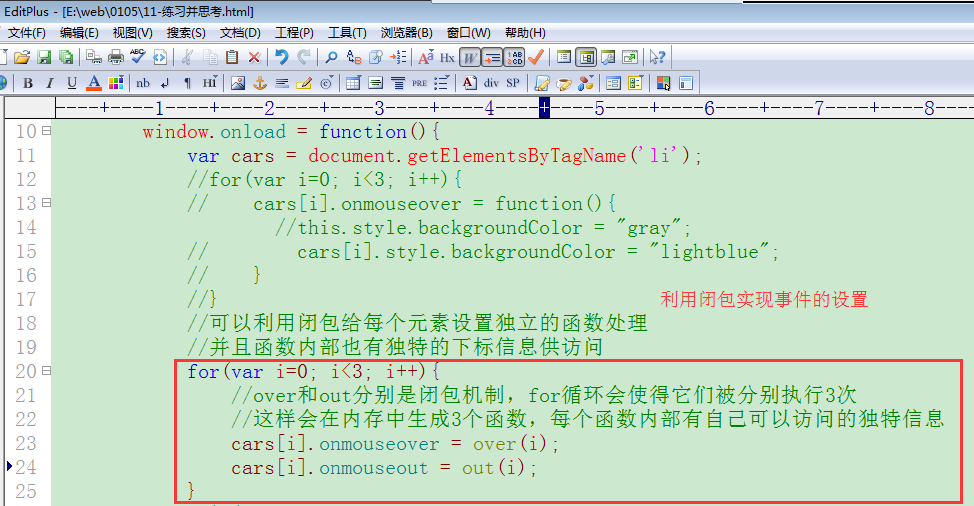 EditPlus - [E:\web\0105\11-练习并思考.html]
文件(F) 编辑(E) 视图(V) 搜索(S) 文档(D) 工程(P) 工具(T) 浏览器(B) 窗口(W) 帮助(H)
B I U A nb ¶ HI A div SP
----+----1----+----2----+----3----+----4----+----5----+----6----+----7----+----8----
10 window.onload = function(){
11 var cars = document.getElementsByTagName('li');
12 //for(var i=0; i<3; i++){
13 // cars[i].onmouseover = function(){
14 //this.style.backgroundColor = "gray";
15 // cars[i].style.backgroundColor = "lightblue";
16 // }
17 //} 利用闭包实现事件的设置
18 //可以利用闭包给每个元素设置独立的函数处理
19 //并且函数内部也有独特的下标信息供访问
20 for(var i=0; i<3; i++){
21 //over和out分别是闭包机制，for循环会使得它们被分别执行3次
22 //这样会在内存中生成3个函数，每个函数内部有自己可以访问的独特信息
23 cars[i].onmouseover = over(i);
24 cars[i].onmouseout = out(i);
25 }